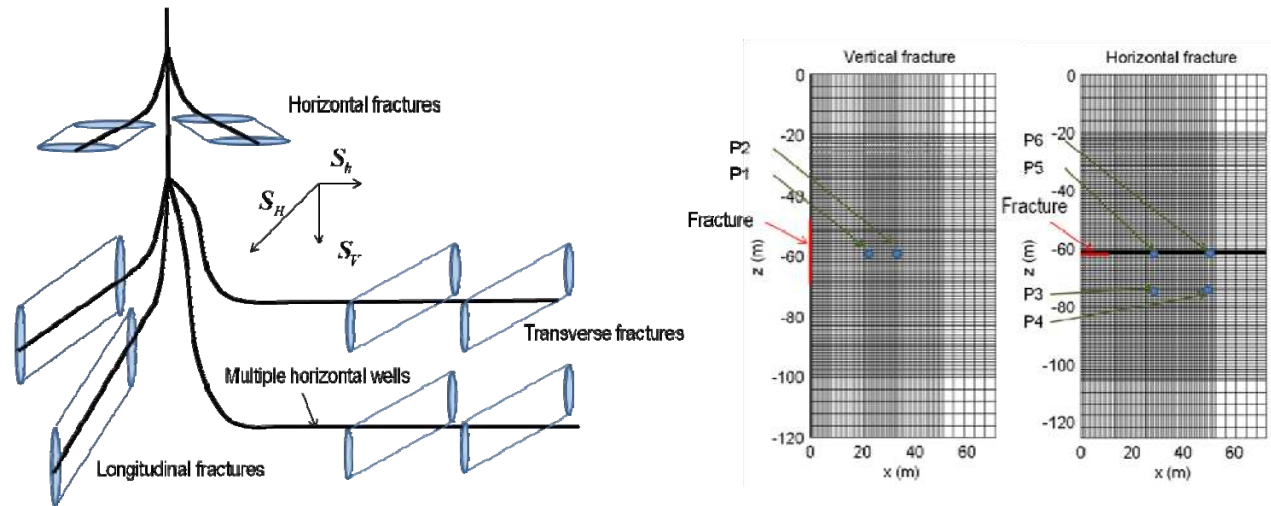 Horizontal fractures
S_h
S_H
S_V
Transverse fractures
Multiple horizontal wells
Longitudinal fractures
Vertical fracture
0
-20
-40
-60
-80
-100
-120
z (m)
0 20 40 60
x (m)
P2
P1
Fracture
Horizontal fracture
0
-20
-40
-60
-80
-100
-120
z (m)
0 20 40 60
x (m)
P6
P5
Fracture
P3
P4